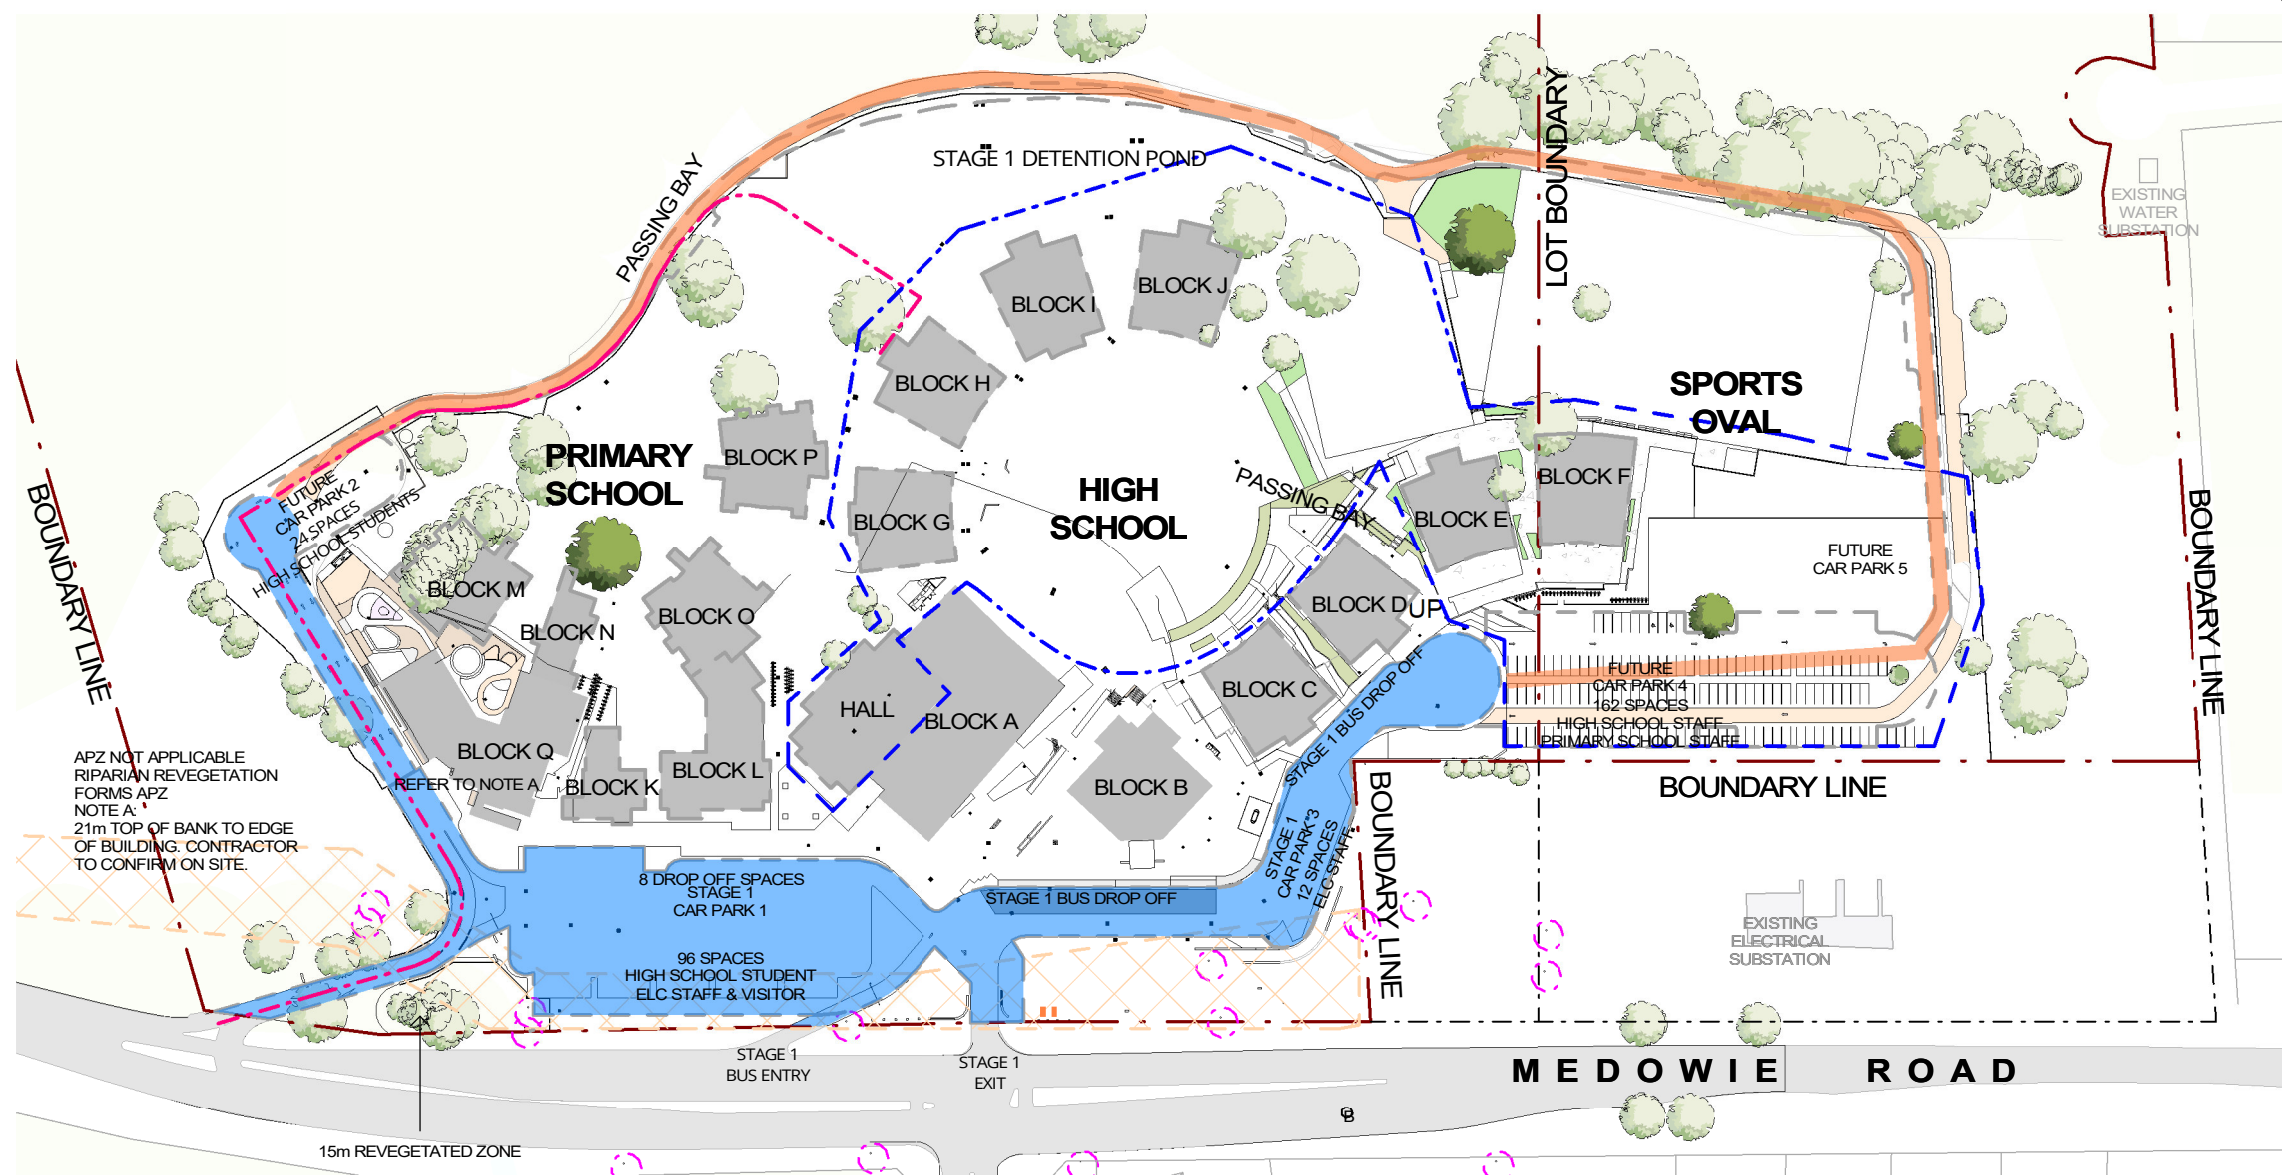 STAGE 1 DETENTION POND
PASSING BAY
LOT BOUNDARY
EXISTING
WATER
SUBSTATION
BLOCK J
BLOCK I
BLOCK H
BLOCK P
BLOCK G
PRIMARY
SCHOOL
HIGH
SCHOOL
SPORTS
OVAL
PASSING BAY
BLOCK E
BLOCK F
FUTURE
CAR PARK 5
FUTURE
CAR PARK 2
24 SPACES
HIGH SCHOOL STUDENTS
BOUNDARY LINE
BOUNDARY LINE
BLOCK M
BLOCK N
BLOCK O
BLOCK D
UP
BLOCK C
HALL
BLOCK A
BLOCK Q
REFER TO NOTE A
BLOCK K
BLOCK L
BLOCK B
STAGE 1 BUS DROP OFF
FUTURE
CAR PARK 4
162 SPACES
HIGH SCHOOL STAFF
PRIMARY SCHOOL STAFF
BOUNDARY LINE
BOUNDARY LINE
APZ NOT APPLICABLE
RIPARIAN REVEGETATION
FORMS APZ
NOTE A:
21m TOP OF BANK TO EDGE
OF BUILDING. CONTRACTOR
TO CONFIRM ON SITE.
8 DROP OFF SPACES
STAGE 1
CAR PARK 1
96 SPACES
HIGH SCHOOL STUDENT
ELC STAFF & VISITOR
STAGE 1 BUS DROP OFF
STAGE 1
CAR PARK 3
12 SPACES
ELC STAFF
EXISTING
ELECTRICAL
SUBSTATION
STAGE 1
BUS ENTRY
STAGE 1
EXIT
MEDOWIE ROAD
15m REVEGETATED ZONE